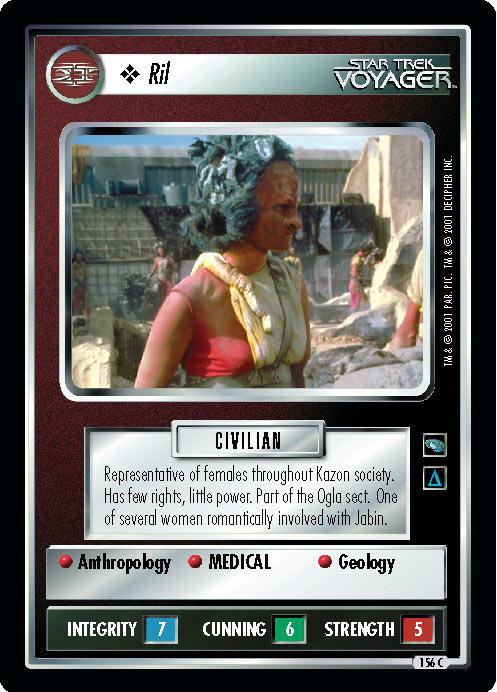 ❖ Ril
STAR TREK
VOYAGER™
TM & © 2001 PAR. PIC. TM & © 2001 DECIPHER INC.
CIVILIAN
Representative of females throughout Kazon society.
Has few rights, little power. Part of the Ogla sect. One
of several women romantically involved with Jabin.
Anthropology MEDICAL Geology
INTEGRITY 7 CUNNING 6 STRENGTH 5
156 C